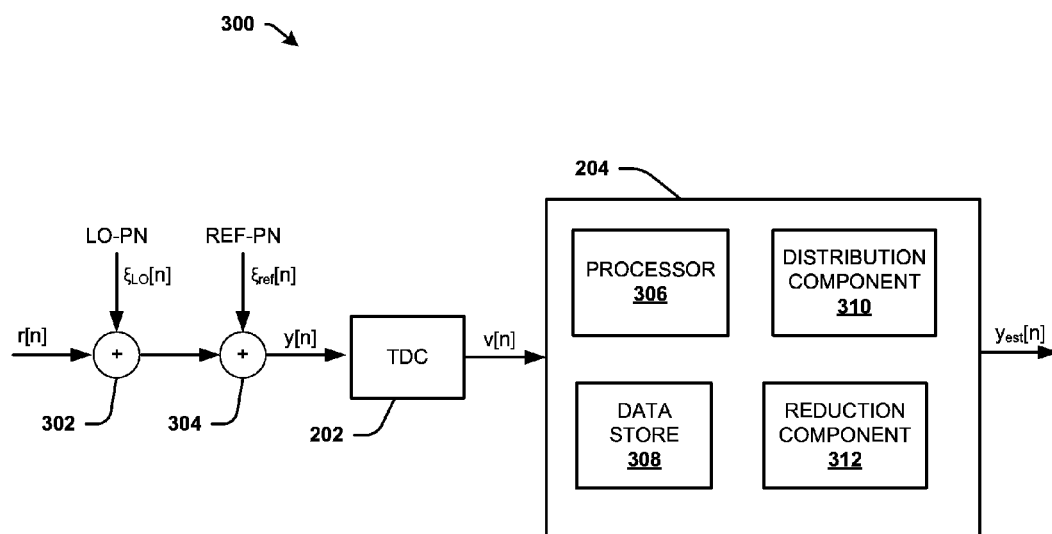 300
204
LO-PN
REF-PN
ξLO[n]
ξref[n]
r[n]
+
+
y[n]
TDC
v[n]
302
304
202
PROCESSOR
306
DISTRIBUTION
COMPONENT
310
DATA
STORE
308
REDUCTION
COMPONENT
312
yest[n]